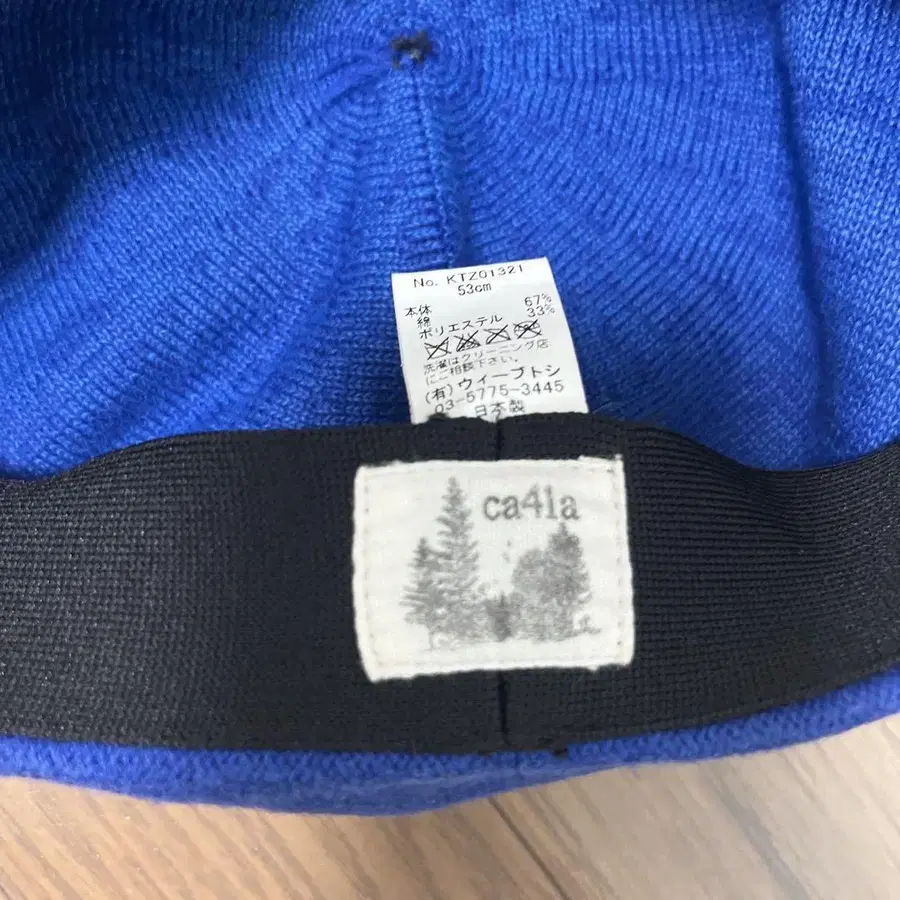 No. KTZ01321
53cm
本体
綿 67%
ポリエステル 33%
洗濯はクリーニング店
にご相談下さい。
(有)ウィーブトシ
03-5775-3445
日本製
ca4la